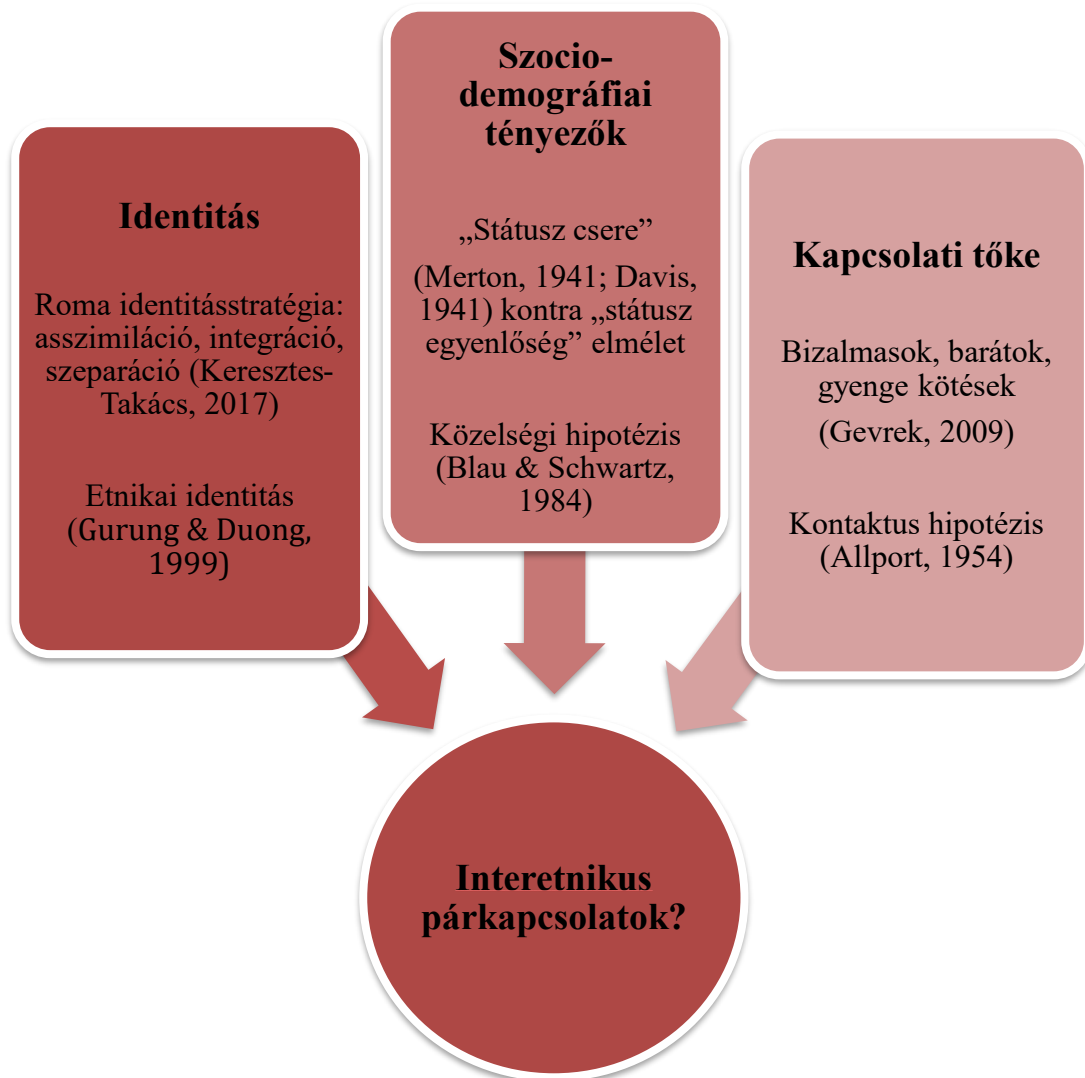 Identitás
Roma identitásstratégia:
asszimiláció, integráció,
szeparáció (Keresztes-
Takács, 2017)
Etnikai identitás
(Gurung & Duong,
1999)
Szocio-
demográfiai
tényezők
„Státusz csere”
(Merton, 1941; Davis,
1941) kontra „státusz
egyenlőség” elmélet
Közelségi hipotézis
(Blau & Schwartz,
1984)
Kapcsolati tőke
Bizalmasok, barátok,
gyenge kötések
(Gevrek, 2009)
Kontaktus hipotézis
(Allport, 1954)
Interetnikus
párkapcsolatok?